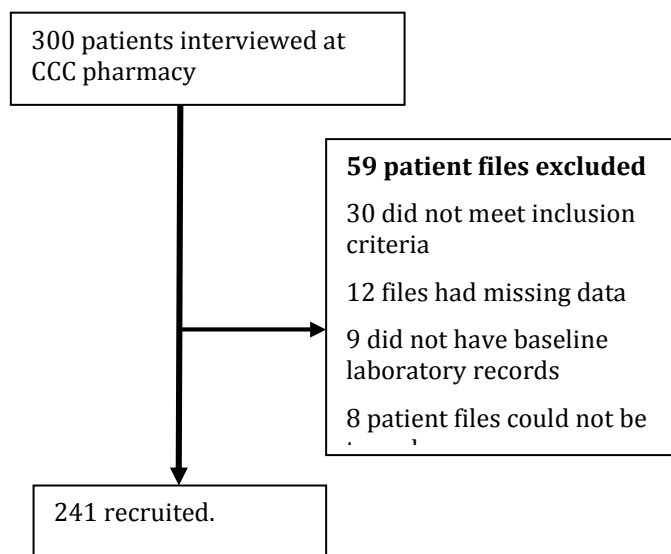 300 patients interviewed at
CCC pharmacy
59 patient files excluded
30 did not meet inclusion
criteria
12 files had missing data
9 did not have baseline
laboratory records
8 patient files could not be
241 recruited.